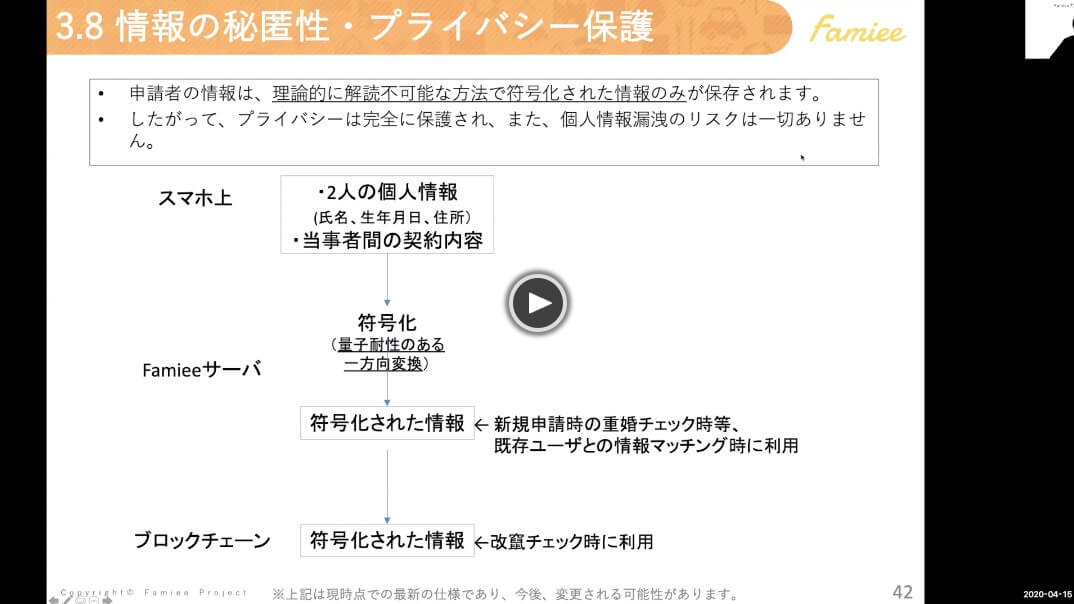 3.8 情報の秘匿性・プライバシー保護
Famiee
• 申請者の情報は、理論的に解読不可能な方法で符号化された情報のみが保存されます。
• したがって、プライバシーは完全に保護され、また、個人情報漏洩のリスクは一切ありませ
ん。
スマホ上
・2人の個人情報
(氏名、生年月日、住所)
・当事者間の契約内容
符号化
(量子耐性のある
一方向変換)
Famieeサーバ
符号化された情報
← 新規申請時の重婚チェック時等、
既存ユーザとの情報マッチング時に利用
ブロックチェーン
符号化された情報
←改竄チェック時に利用
Copyright© Famiee Project
※上記は現時点での最新の仕様であり、今後、変更される可能性があります。
42
2020-04-15